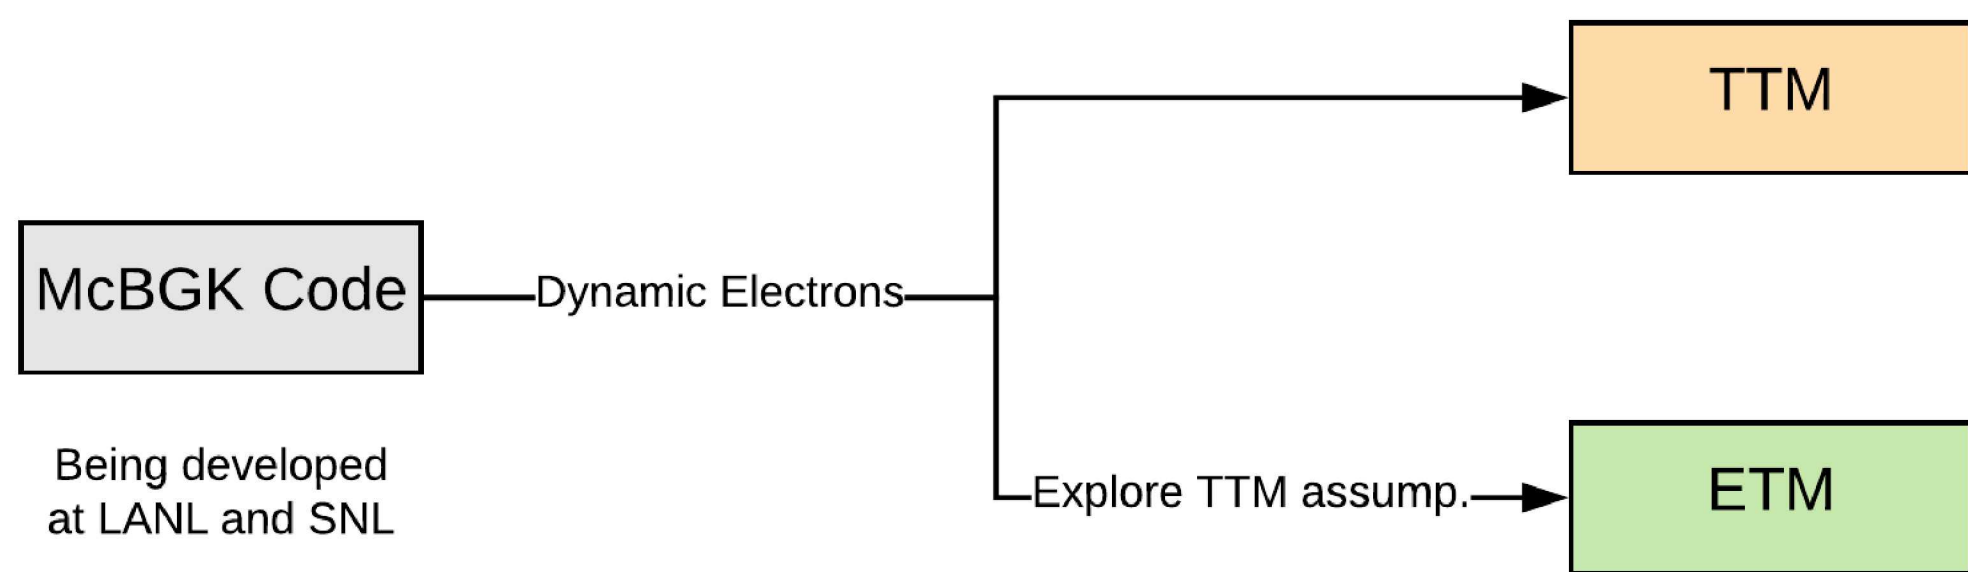 TTM
McBGK Code
Dynamic Electrons
Being developed
at LANL and SNL
Explore TTM assump.
ETM